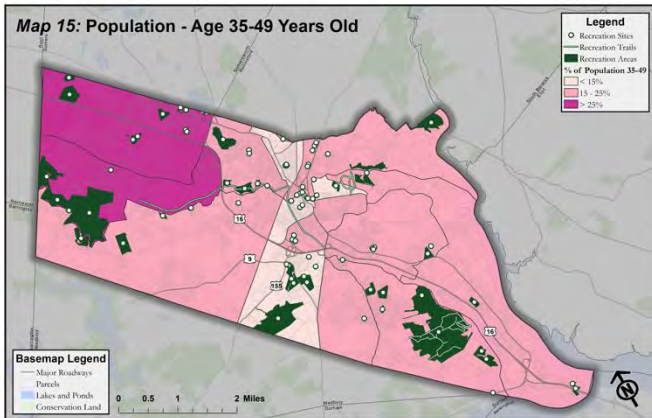 Map 15: Population - Age 35-49 Years Old
Legend
Recreation Sites
Recreation Trails
Recreation Areas
% of Population 35-49
< 15%
15 - 25%
> 25%
16
9
155
16
Basemap Legend
Major Roadways
Parcels
Lakes and Ponds
Conservation Land
0 0.5 1 2 Miles
N